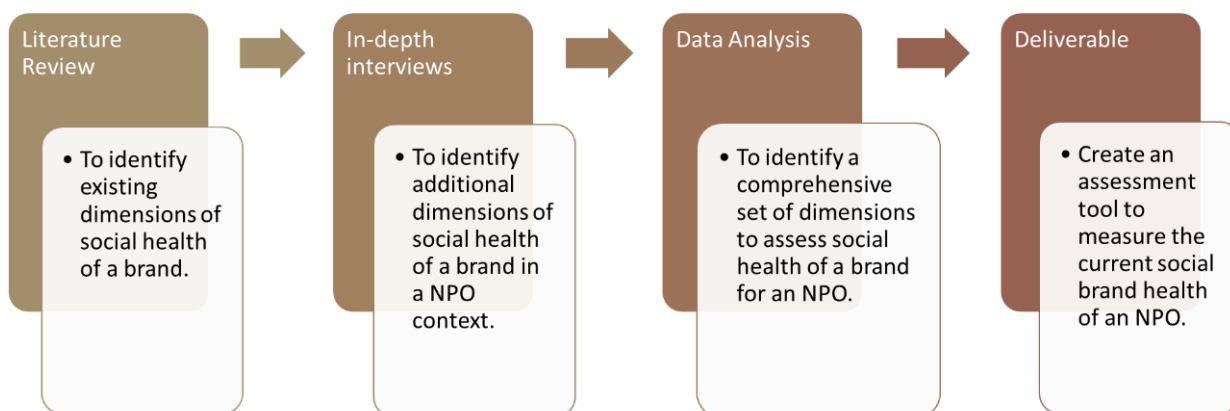 Literature
Review
• To identify
existing
dimensions of
social health
of a brand.
In-depth
interviews
• To identify
additional
dimensions of
social health
of a brand in
a NPO
context.
Data Analysis
• To identify a
comprehensive
set of dimensions
to assess social
health of a brand
for an NPO.
Deliverable
• Create an
assessment
tool to
measure the
current social
brand health
of an NPO.